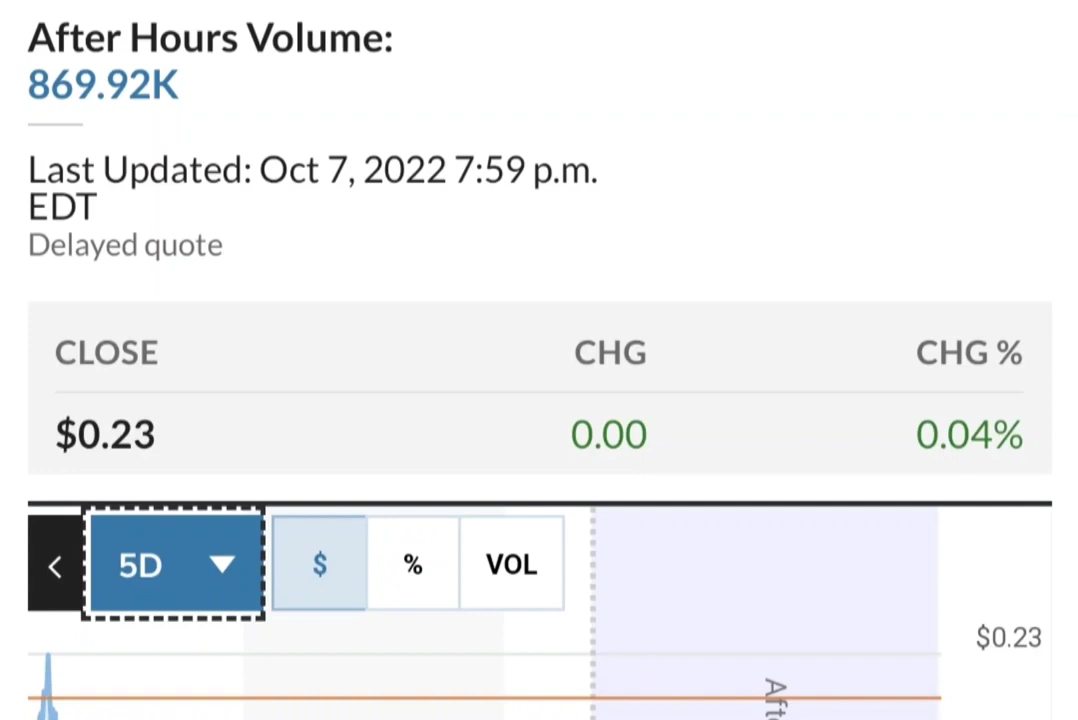 After Hours Volume:
869.92K
Last Updated: Oct 7, 2022 7:59 p.m.
EDT
Delayed quote
CLOSE CHG CHG %
$0.23 0.00 0.04%
5D $ % VOL
$0.23